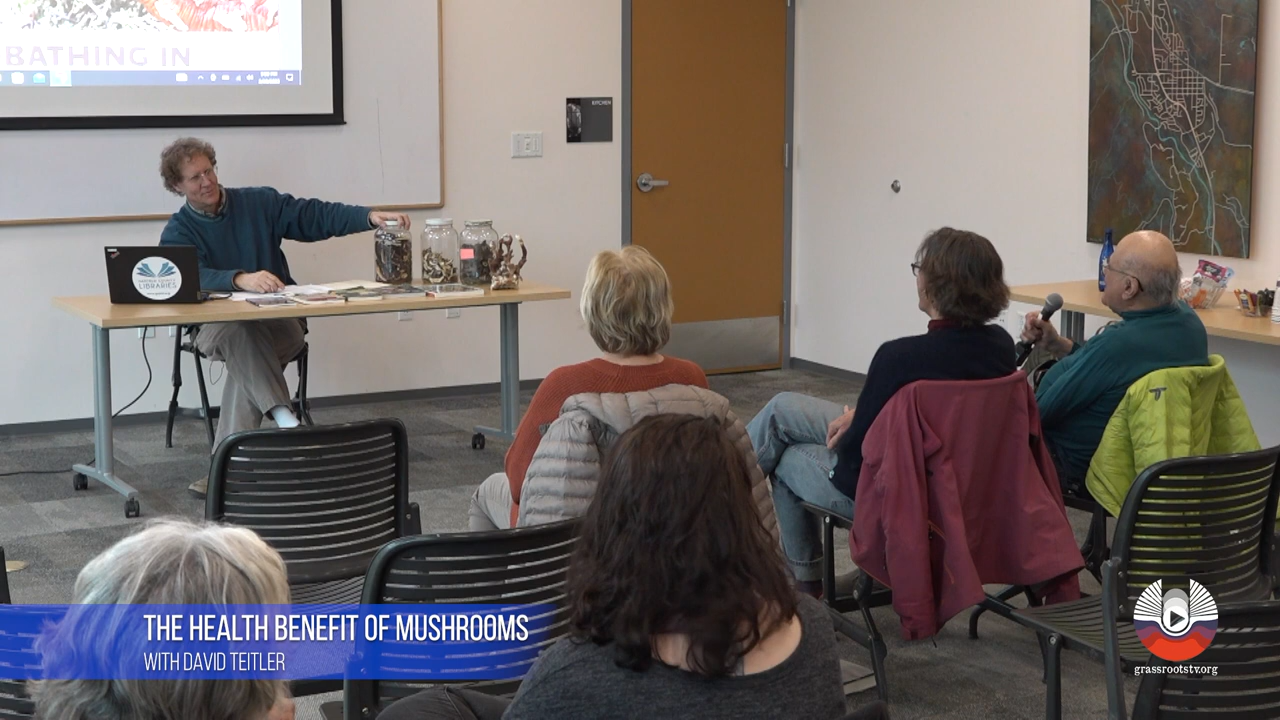 BATHING IN
KITCHEN
LIBRARIES
THE HEALTH BENEFIT OF MUSHROOMS
WITH DAVID TEITLER
grassrootstv.org